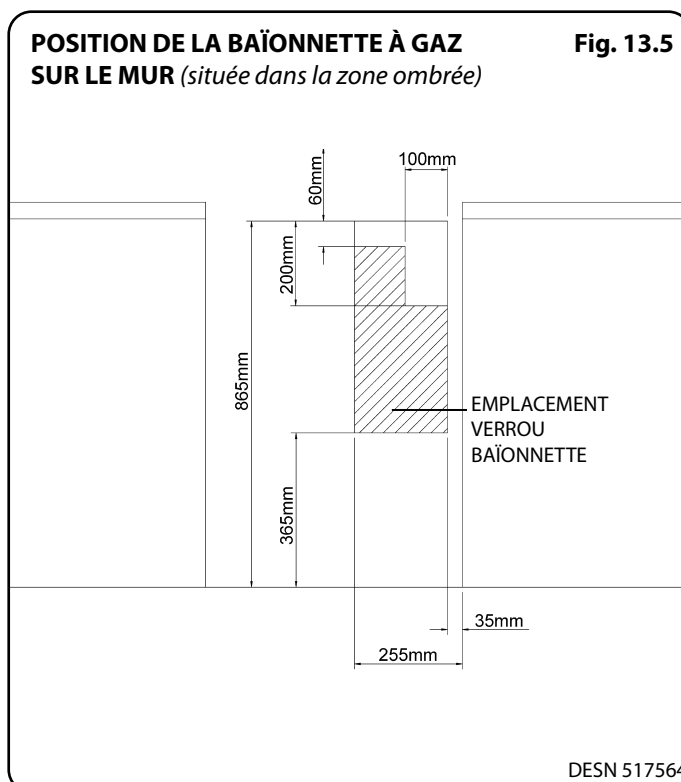 POSITION DE LA BAÏONNETTE À GAZ
Fig. 13.5
SUR LE MUR (située dans la zone ombrée)
100mm
60mm
200mm
865mm
EMPLACEMENT
VERROU
BAÏONNETTE
365mm
35mm
255mm
DESN 517564